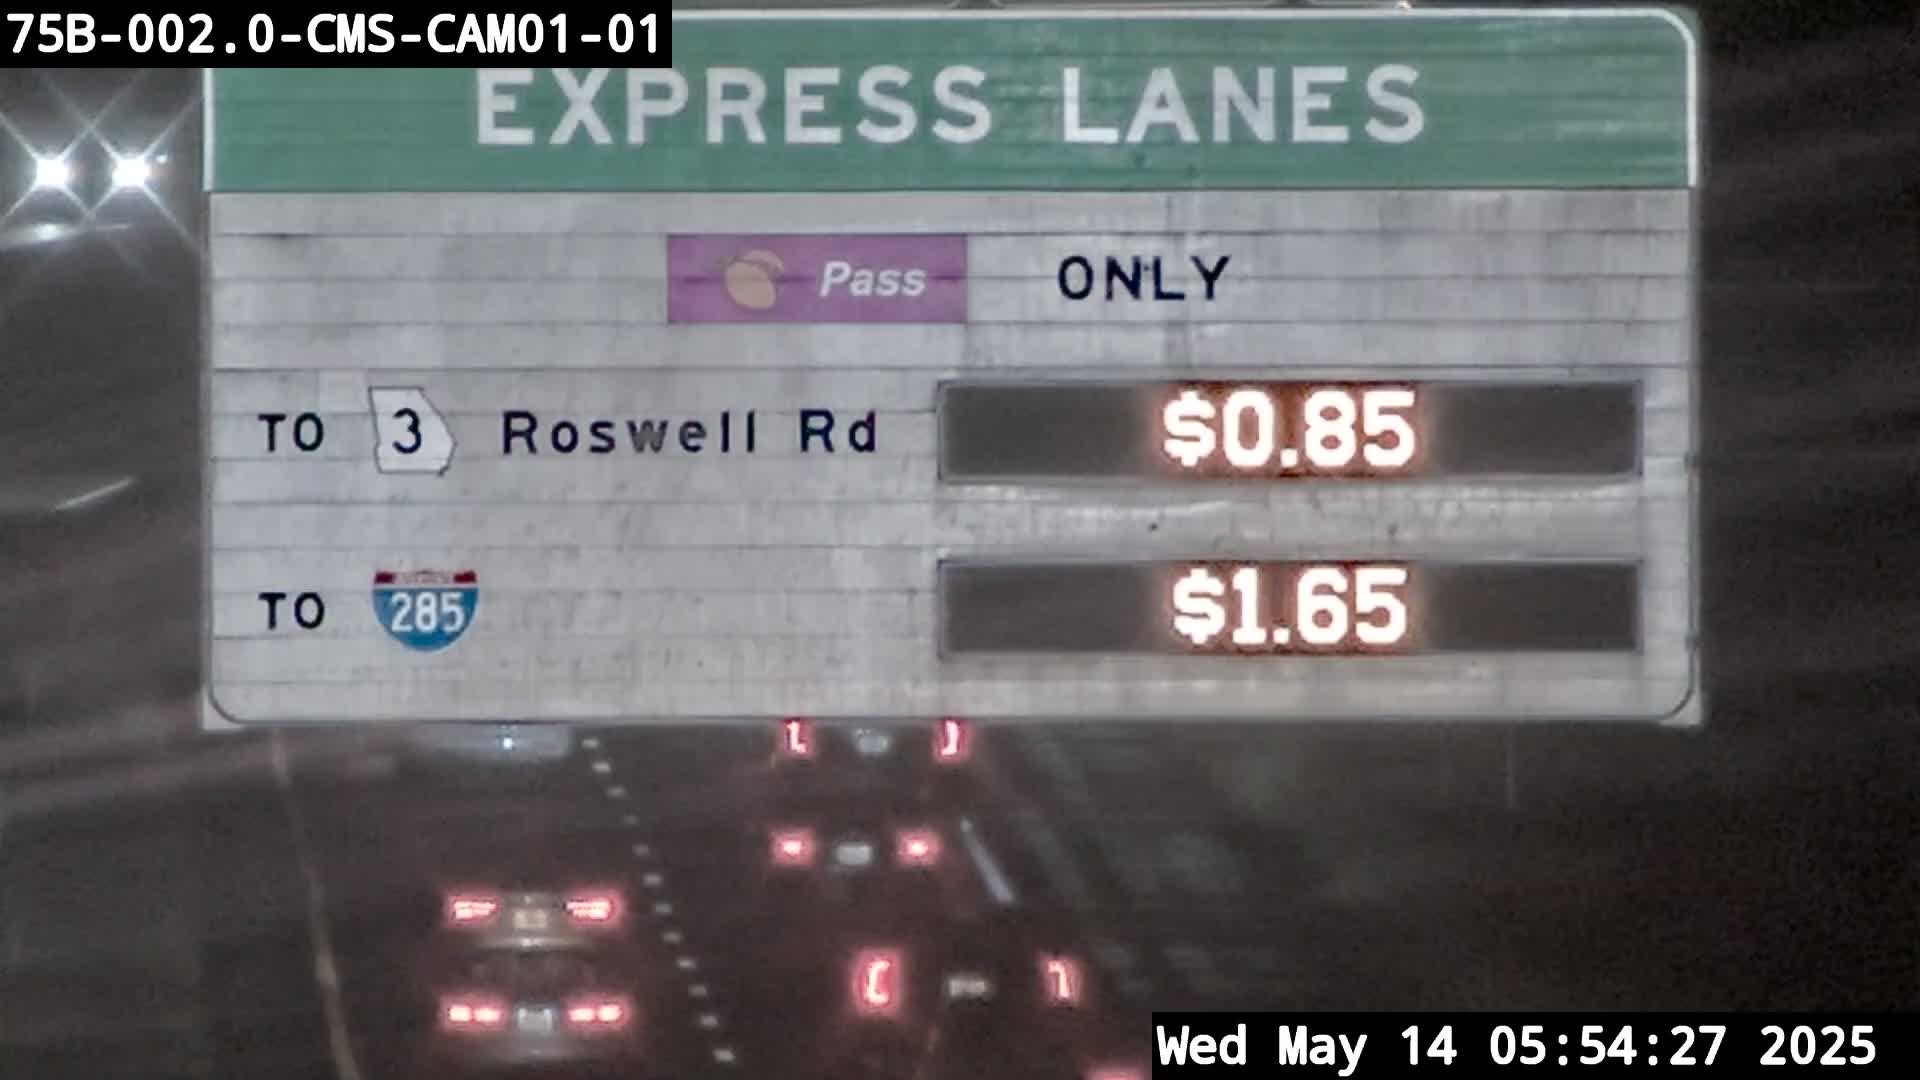 75B-002.0-CMS-CAM01-01
EXPRESS LANES
Pass ONLY
TO 3 Roswell Rd $0.85
TO 285 $1.65
Wed May 14 05:54:27 2025